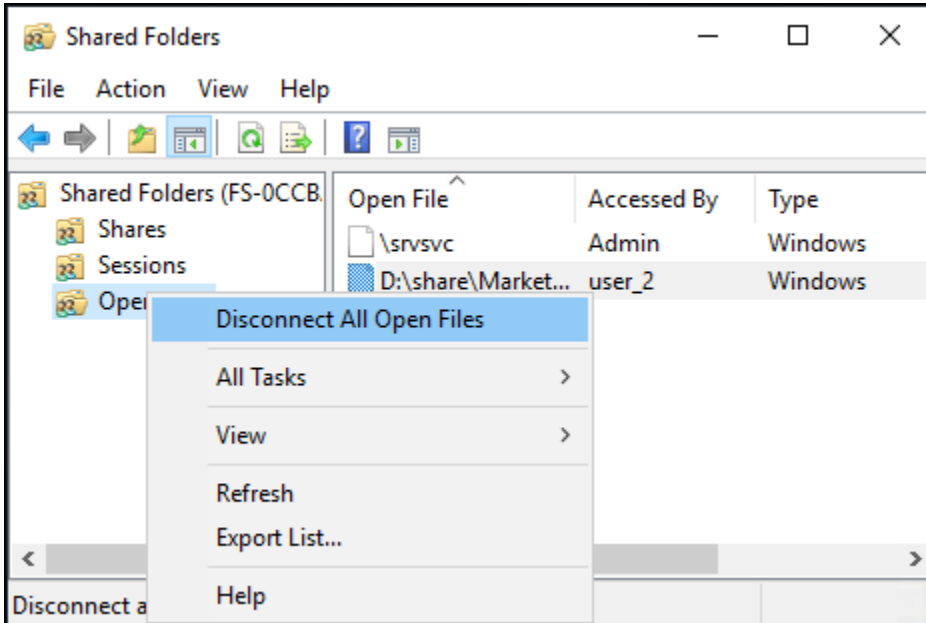 Shared Folders
File Action View Help
Shared Folders (FS-0CCB.
Open File Accessed By Type
Shares
\srvsvc Admin Windows
Sessions
D:\share\Market... user_2 Windows
Disconnect All Open Files
All Tasks
View
Refresh
Export List...
Help
Disconnect a